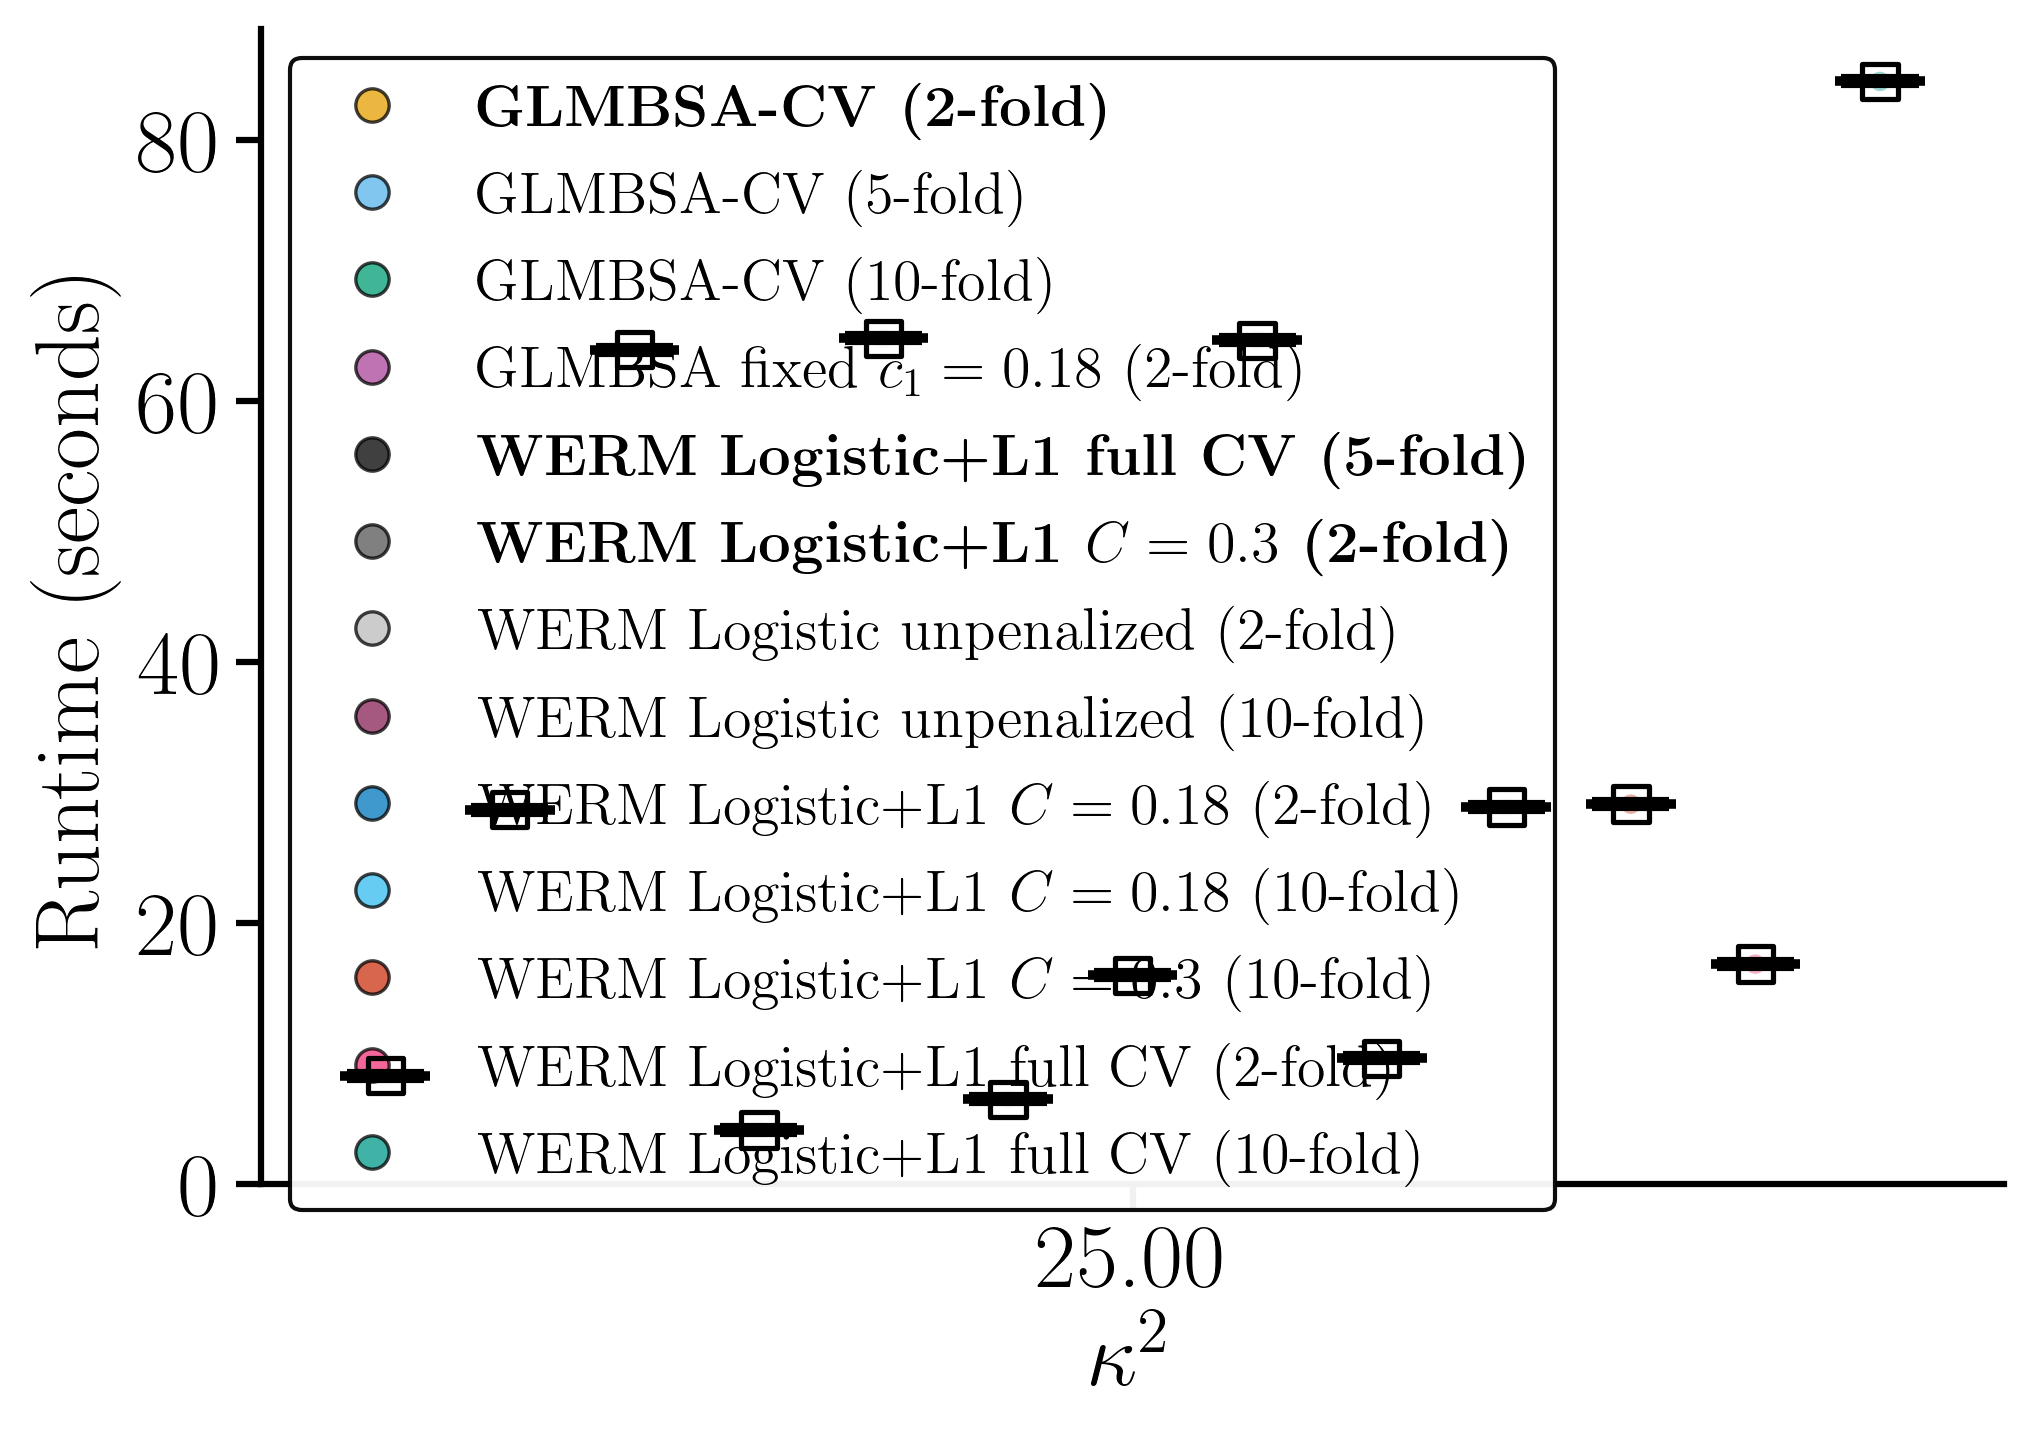 GLMBSA-CV (2-fold)
GLMBSA-CV (5-fold)
GLMBSA-CV (10-fold)
GLMBSA fixed c₁ = 0.18 (2-fold)
WERM Logistic+L1 full CV (5-fold)
WERM Logistic+L1 C = 0.3 (2-fold)
WERM Logistic unpenalized (2-fold)
WERM Logistic unpenalized (10-fold)
WERM Logistic+L1 C = 0.18 (2-fold)
WERM Logistic+L1 C = 0.18 (10-fold)
WERM Logistic+L1 C = 0.3 (10-fold)
WERM Logistic+L1 full CV (2-fold)
WERM Logistic+L1 full CV (10-fold)
80
60
40
20
0
Runtime (seconds)
25.00
κ²